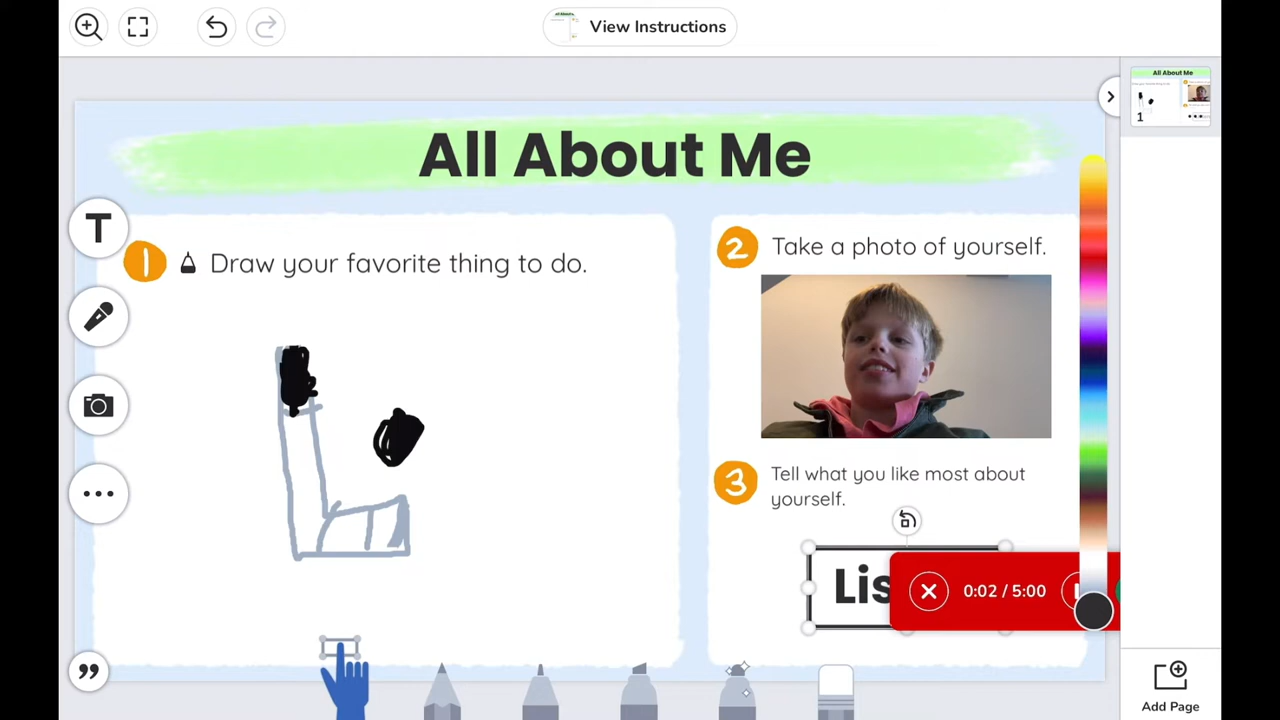 View Instructions
All About Me
All About Me
1
T
1 Draw your favorite thing to do.
2 Take a photo of yourself.
3 Tell what you like most about
yourself.
Lis
0:02 / 5:00
Add Page